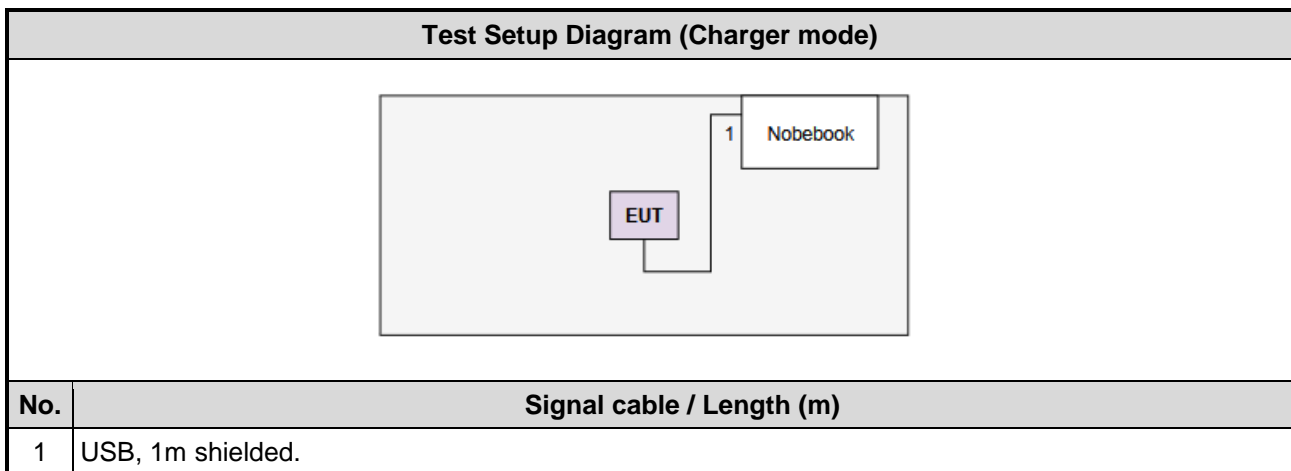 Test Setup Diagram (Charger mode)
1 Nobebook
EUT
No. Signal cable / Length (m)
1 USB, 1m shielded.